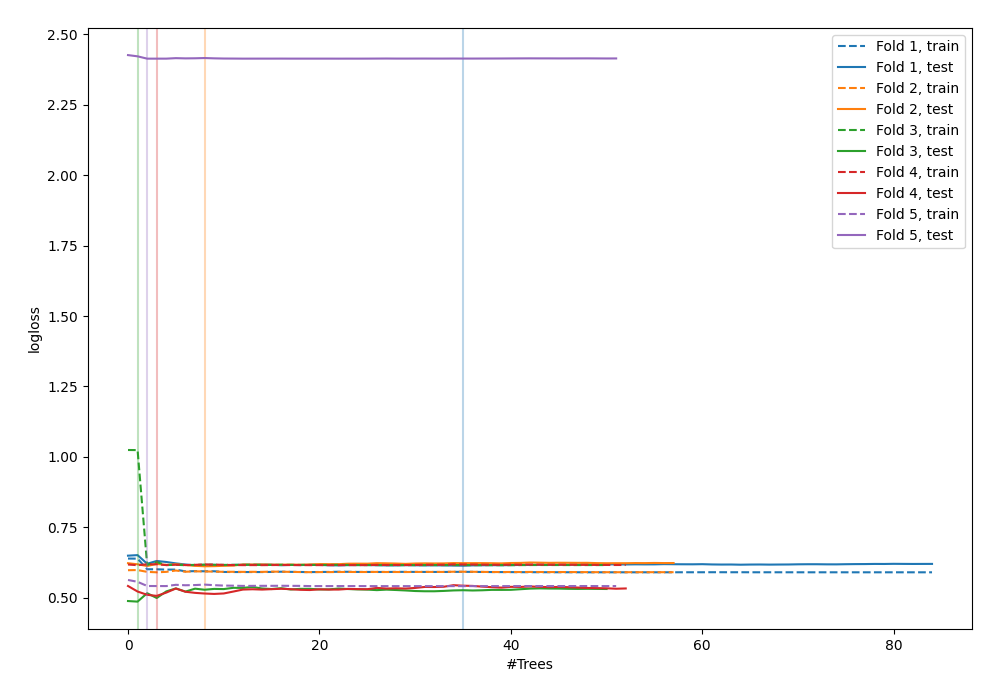 2.50
2.25
2.00
1.75
1.50
1.25
1.00
0.75
0.50
logloss
0
20
40
60
80
#Trees
Fold 1, train
Fold 1, test
Fold 2, train
Fold 2, test
Fold 3, train
Fold 3, test
Fold 4, train
Fold 4, test
Fold 5, train
Fold 5, test